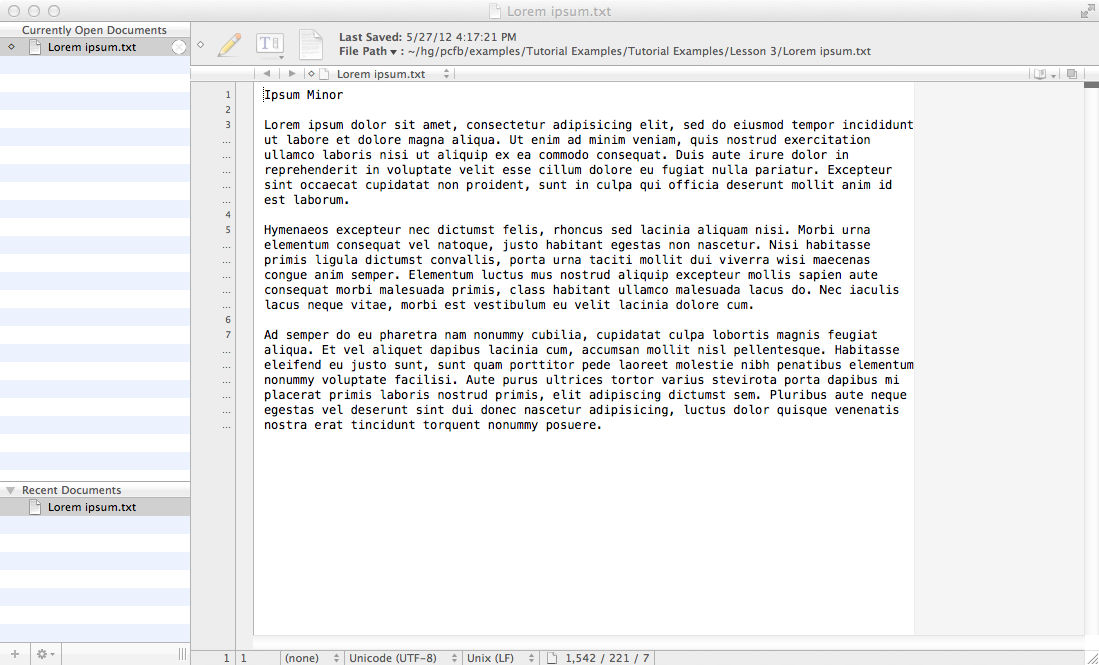 Lorem ipsum.txt
Currently Open Documents
Lorem ipsum.txt
Last Saved: 5/27/12 4:17:21 PM
File Path ▾ : ~/hg/pcfb/examples/Tutorial Examples/Tutorial Examples/Lesson 3/Lorem ipsum.txt
Lorem ipsum.txt
1 Ipsum Minor
2
3 Lorem ipsum dolor sit amet, consectetur adipisicing elit, sed do eiusmod tempor incididunt
... ut labore et dolore magna aliqua. Ut enim ad minim veniam, quis nostrud exercitation
... ullamco laboris nisi ut aliquip ex ea commodo consequat. Duis aute irure dolor in
... reprehenderit in voluptate velit esse cillum dolore eu fugiat nulla pariatur. Excepteur
... sint occaecat cupidatat non proident, sunt in culpa qui officia deserunt mollit anim id
... est laborum.
4
5 Hymenaeos excepteur nec dictumst felis, rhoncus sed lacinia aliquam nisi. Morbi urna
... elementum consequat vel natoque, justo habitant egestas non nascetur. Nisi habitasse
... primis ligula dictumst convallis, porta urna taciti mollit dui viverra wisi maecenas
... congue anim semper. Elementum luctus mus nostrud aliquip excepteur mollis sapien aute
... consequat morbi malesuada primis, class habitant ullamco malesuada lacus do. Nec iaculis
... lacus neque vitae, morbi est vestibulum eu velit lacinia dolore cum.
6
7 Ad semper do eu pharetra nam nonummy cubilia, cupidatat culpa lobortis magnis feugiat
... aliqua. Et vel aliquet dapibus lacinia cum, accumsan mollit nisl pellentesque. Habitasse
... eleifend eu justo sunt, sunt quam porttitor pede laoreet molestie nibh penatibus elementum
... nonummy voluptate facilisi. Aute purus ultrices tortor varius stevirota porta dapibus mi
... placerat primis laboris nostrud primis, elit adipiscing dictumst sem. Pluribus aute neque
... egestas vel deserunt sint dui donec nascetur adipisicing, luctus dolor quisque venenatis
... nostra erat tincidunt torquent nonummy posuere.
Recent Documents
Lorem ipsum.txt
1 1 (none) Unicode (UTF-8) Unix (LF) 1,542 / 221 / 7